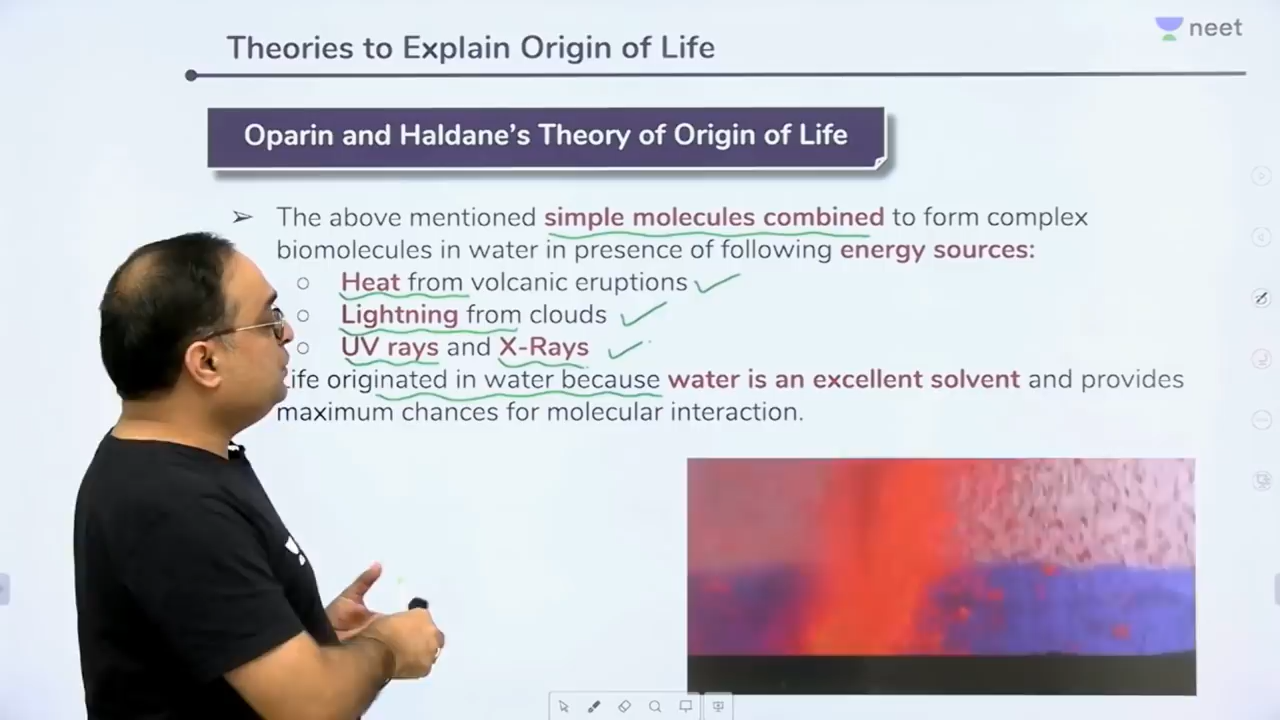 neet
Theories to Explain Origin of Life
Oparin and Haldane's Theory of Origin of Life
➢ The above mentioned simple molecules combined to form complex
biomolecules in water in presence of following energy sources:
○ Heat from volcanic eruptions
○ Lightning from clouds
○ UV rays and X-Rays
ife originated in water because water is an excellent solvent and provides
maximum chances for molecular interaction.